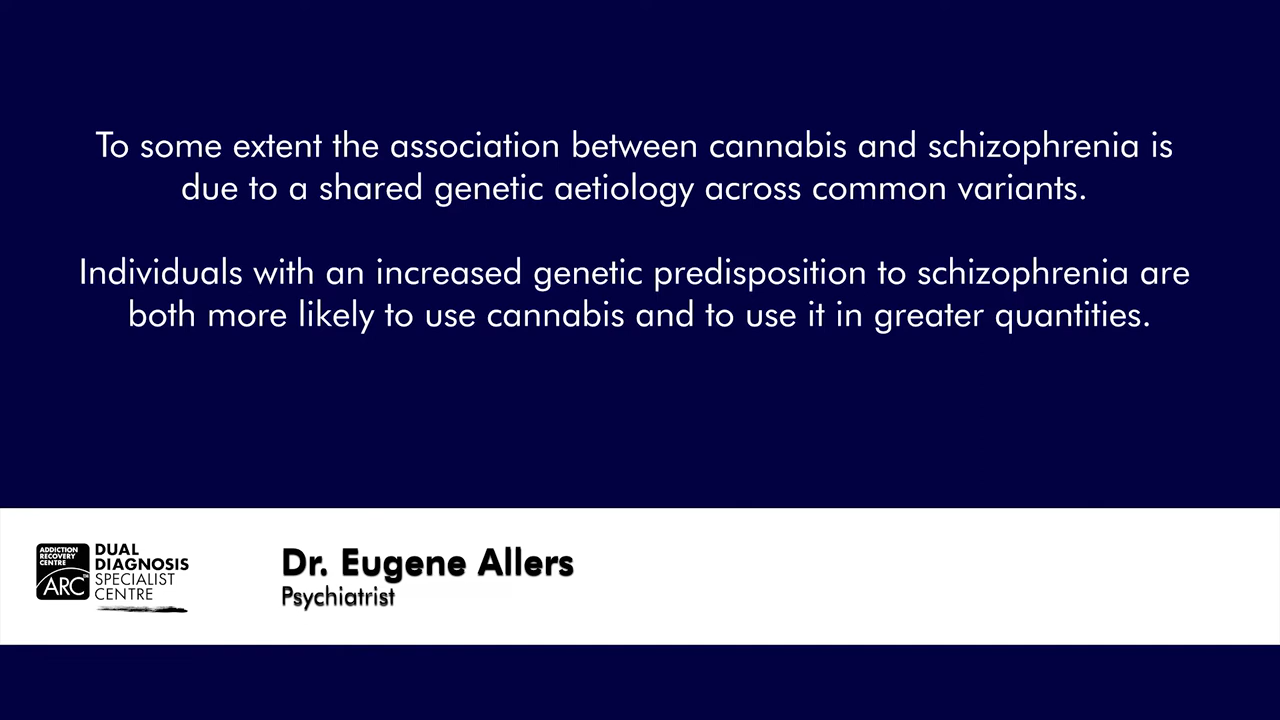 To some extent the association between cannabis and schizophrenia is
due to a shared genetic aetiology across common variants.
Individuals with an increased genetic predisposition to schizophrenia are
both more likely to use cannabis and to use it in greater quantities.
ADDICTION
RECOVERY
CENTRE
ARC™
DUAL
DIAGNOSIS
SPECIALIST
CENTRE
Dr. Eugene Allers
Psychiatrist